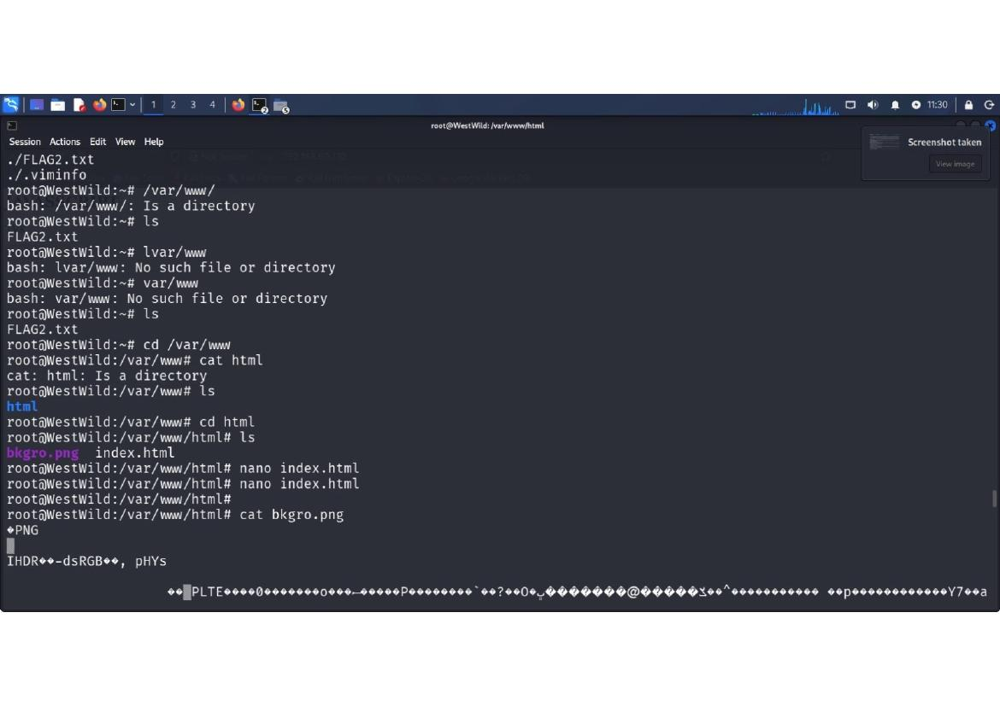 1 2 3 4 2 5 11:30
root@WestWild: /var/www/html
Session Actions Edit View Help
Screenshot taken
View image
./FLAG2.txt
./.viminfo
root@WestWild:~# /var/www/
bash: /var/www/: Is a directory
root@WestWild:~# ls
FLAG2.txt
root@WestWild:~# lvar/www
bash: lvar/www: No such file or directory
root@WestWild:~# var/www
bash: var/www: No such file or directory
root@WestWild:~# ls
FLAG2.txt
root@WestWild:~# cd /var/www
root@WestWild:/var/www# cat html
cat: html: Is a directory
root@WestWild:/var/www# ls
html
root@WestWild:/var/www# cd html
root@WestWild:/var/www/html# ls
bkgro.png  index.html
root@WestWild:/var/www/html# nano index.html
root@WestWild:/var/www/html# nano index.html
root@WestWild:/var/www/html#
root@WestWild:/var/www/html# cat bkgro.png
�PNG
IHDR��-dsRGB��, pHYs
��PLTE����0�������o���